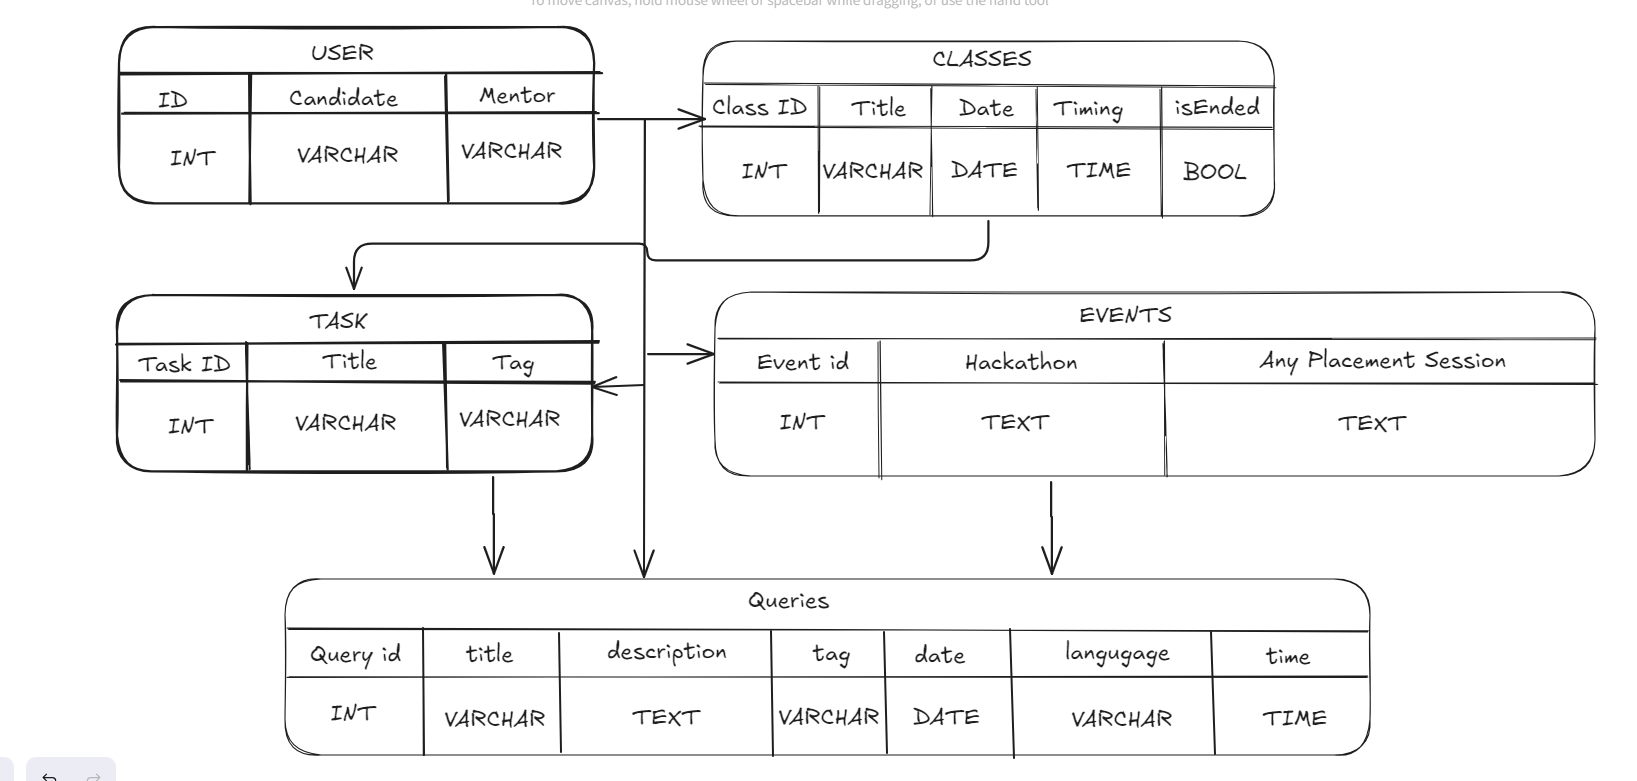 To move canvas, hold mouse wheel or spacebar while dragging, or use the hand tool
USER
ID Candidate Mentor
INT VARCHAR VARCHAR
CLASSES
Class ID Title Date Timing isEnded
INT VARCHAR DATE TIME BOOL
TASK
Task ID Title Tag
INT VARCHAR VARCHAR
EVENTS
Event id Hackathon Any Placement Session
INT TEXT TEXT
Queries
Query id title description tag date langugage time
INT VARCHAR TEXT VARCHAR DATE VARCHAR TIME